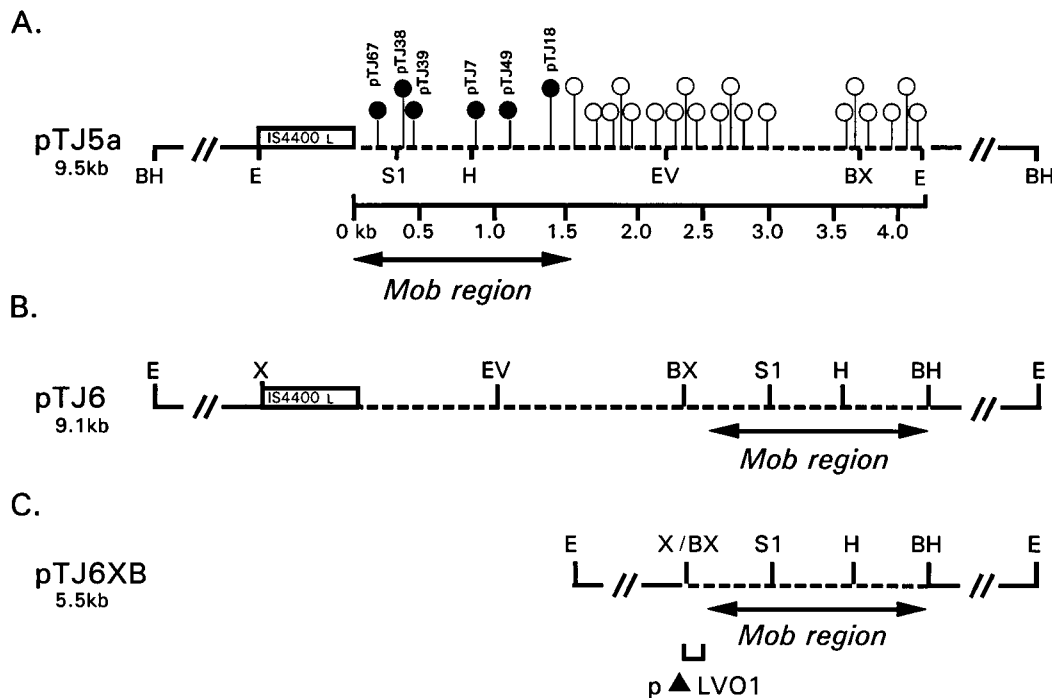 A.
pTJ67
pTJ38
pTJ39
pTJ7
pTJ49
pTJ18
pTJ5a
9.5kb
IS4400 L
BH E S1 H EV BX E BH
0 kb 0.5 1.0 1.5 2.0 2.5 3.0 3.5 4.0
Mob region
B.
E X EV BX S1 H BH E
pTJ6
9.1kb
IS4400 L
Mob region
C.
E X/BX S1 H BH E
pTJ6XB
5.5kb
Mob region
p▲LVO1